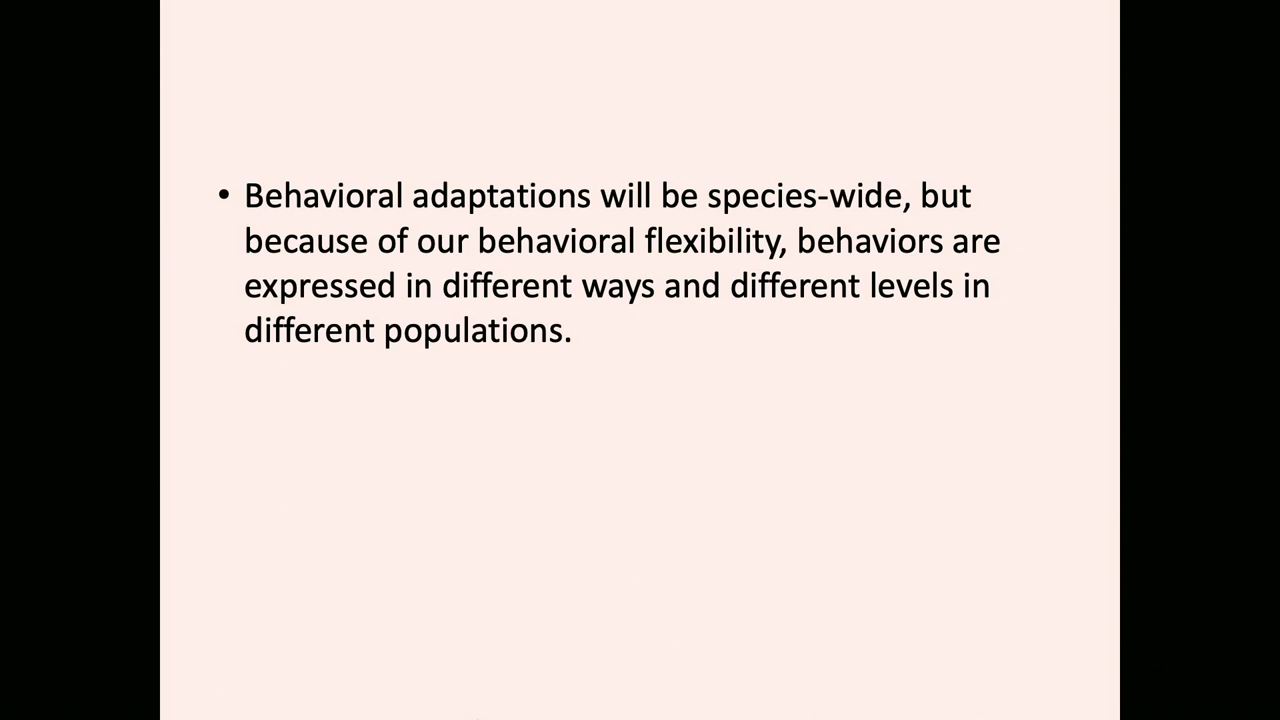 • Behavioral adaptations will be species-wide, but
because of our behavioral flexibility, behaviors are
expressed in different ways and different levels in
different populations.